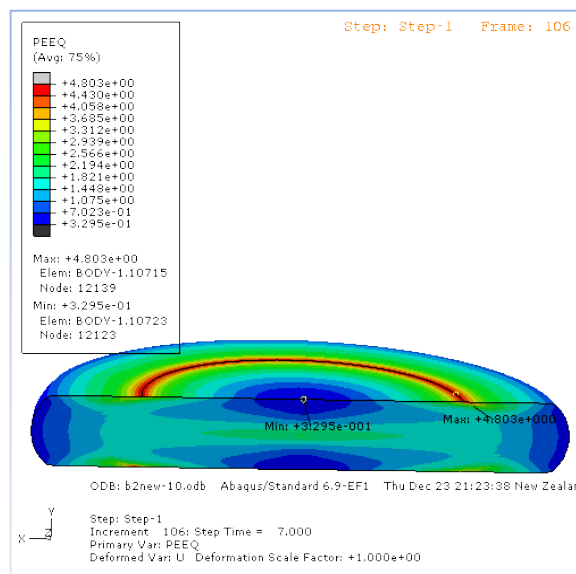 Step: Step-1 Frame: 106
PEEQ
(Avg: 75%)
+4.803e+00
+4.430e+00
+4.058e+00
+3.685e+00
+3.312e+00
+2.939e+00
+2.566e+00
+2.194e+00
+1.821e+00
+1.448e+00
+1.075e+00
+7.023e-01
+3.295e-01
Max: +4.803e+00
Elem: BODY-1.10715
Node: 12139
Min: +3.295e-01
Elem: BODY-1.10723
Node: 12123
Min: +3.295e-001
Max: +4.803e+000
ODB: b2new-10.odb Abaqus/Standard 6.9-EF1 Thu Dec 23 21:23:38 New Zealan
Y
Z
X
Step: Step-1
Increment 106: Step Time = 7.000
Primary Var: PEEQ
Deformed Var: U Deformation Scale Factor: +1.000e+00